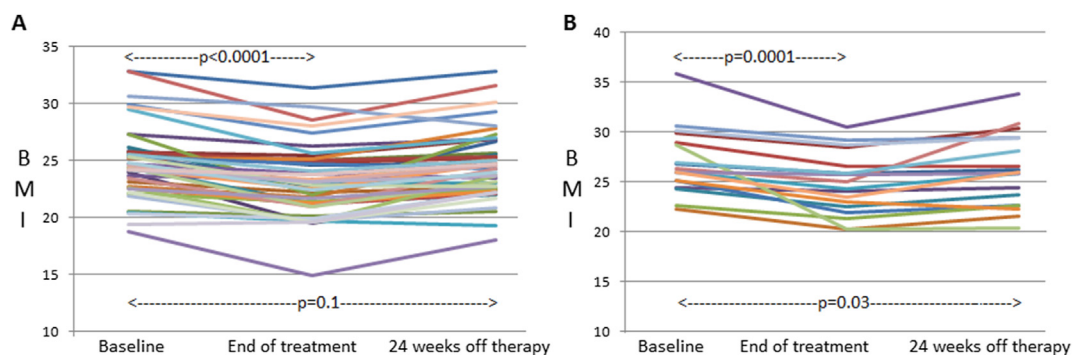 A
35
<-----------p<0.0001------>
30
25
B
M
I
20
15
<-----------------------p=0.1---------------------->
10
Baseline End of treatment 24 weeks off therapy
B
40
<--------p=0.0001------->
35
30
B
25
M
I
20
15
<------------------p=0.03------------------->
10
Baseline End of treatment 24 weeks off therapy